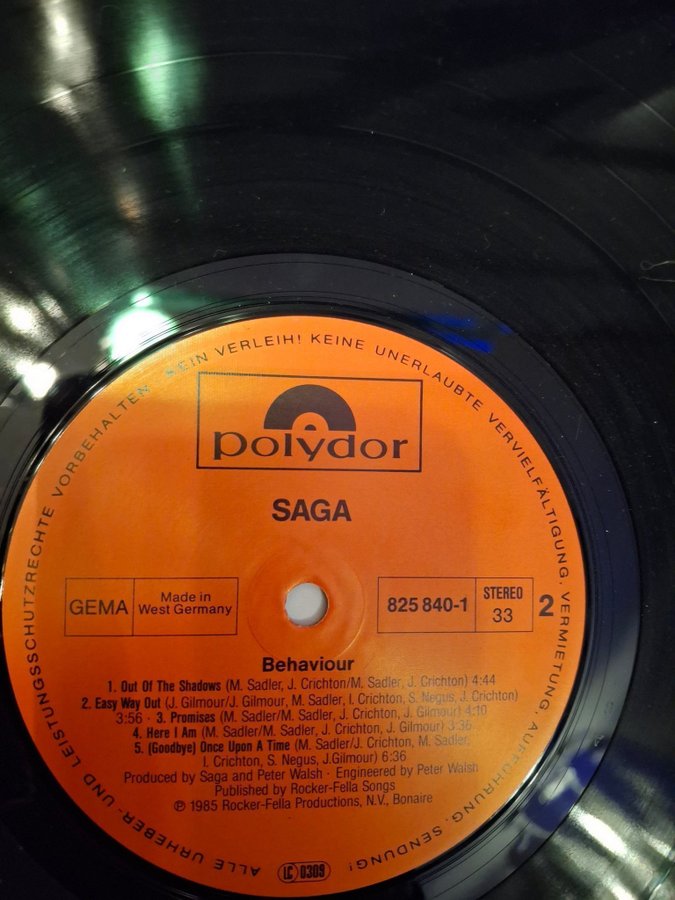 ALLE URHEBER- UND LEISTUNGSSCHUTZRECHTE VORBEHALTEN. KEIN VERLEIH! KEINE UNERLAUBTE VERVIELFÄLTIGUNG, VERMIETUNG, AUFFÜHRUNG, SENDUNG!
polydor
SAGA
GEMA
Made in
West Germany
825 840-1
STEREO
33
2
Behaviour
1. Out Of The Shadows (M. Sadler, J. Crichton/M. Sadler, J. Crichton) 4:44
2. Easy Way Out (J. Gilmour/J. Gilmour, M. Sadler, I. Crichton, S. Negus, J. Crichton)
3:56 · 3. Promises (M. Sadler/M. Sadler, J. Crichton, J. Gilmour) 4:10
4. Here I Am (M. Sadler/M. Sadler, J. Crichton, J. Gilmour) 3:36
5. (Goodbye) Once Upon A Time (M. Sadler/J. Crichton, M. Sadler,
I. Crichton, S. Negus, J.Gilmour) 6:36
Produced by Saga and Peter Walsh · Engineered by Peter Walsh
Published by Rocker-Fella Songs
℗ 1985 Rocker-Fella Productions, N.V., Bonaire
LC 0309